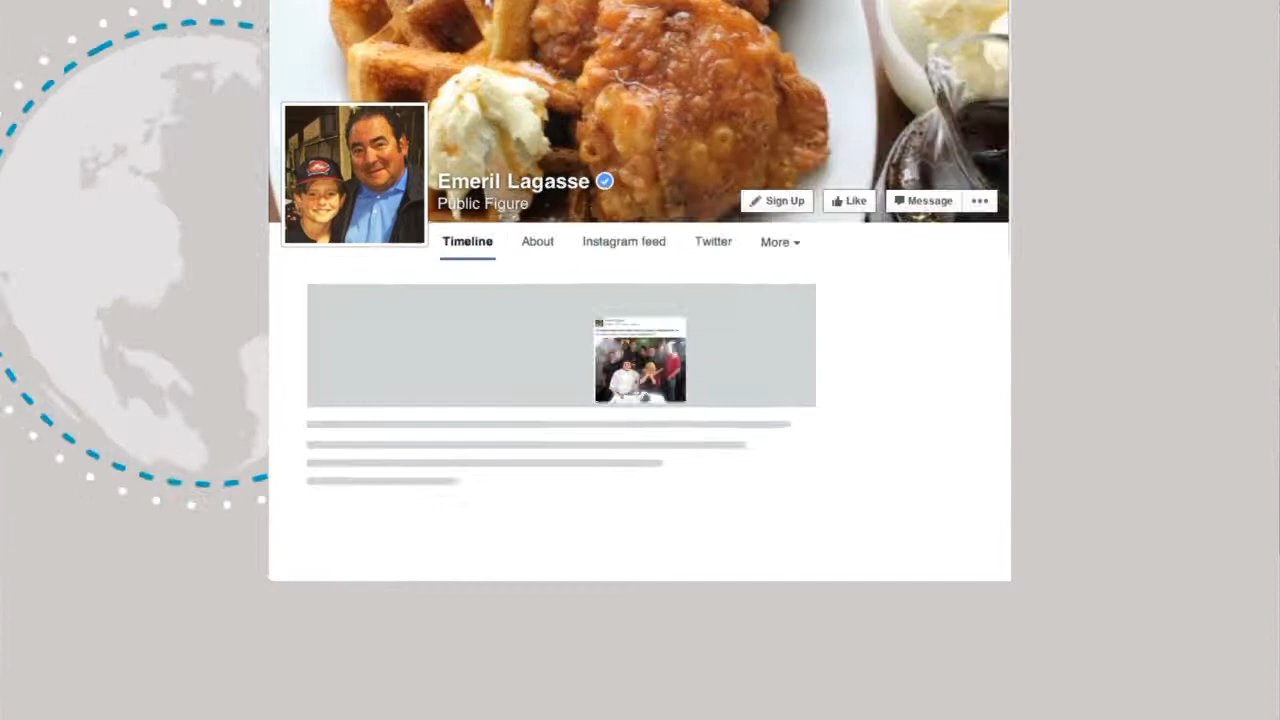 Emeril Lagasse
Public Figure
Sign Up
Like
Message
Timeline
About
Instagram feed
Twitter
More